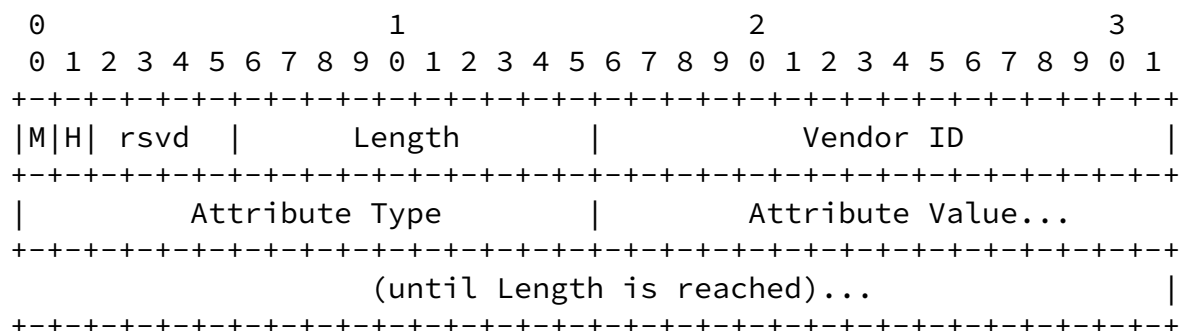 0                   1                   2                   3
 0 1 2 3 4 5 6 7 8 9 0 1 2 3 4 5 6 7 8 9 0 1 2 3 4 5 6 7 8 9 0 1
+-+-+-+-+-+-+-+-+-+-+-+-+-+-+-+-+-+-+-+-+-+-+-+-+-+-+-+-+-+-+-+-+
|M|H| rsvd  |      Length       |           Vendor ID           |
+-+-+-+-+-+-+-+-+-+-+-+-+-+-+-+-+-+-+-+-+-+-+-+-+-+-+-+-+-+-+-+-+
|         Attribute Type        |        Attribute Value...
+-+-+-+-+-+-+-+-+-+-+-+-+-+-+-+-+-+-+-+-+-+-+-+-+-+-+-+-+-+-+-+-+
                    (until Length is reached)...                |
+-+-+-+-+-+-+-+-+-+-+-+-+-+-+-+-+-+-+-+-+-+-+-+-+-+-+-+-+-+-+-+-+